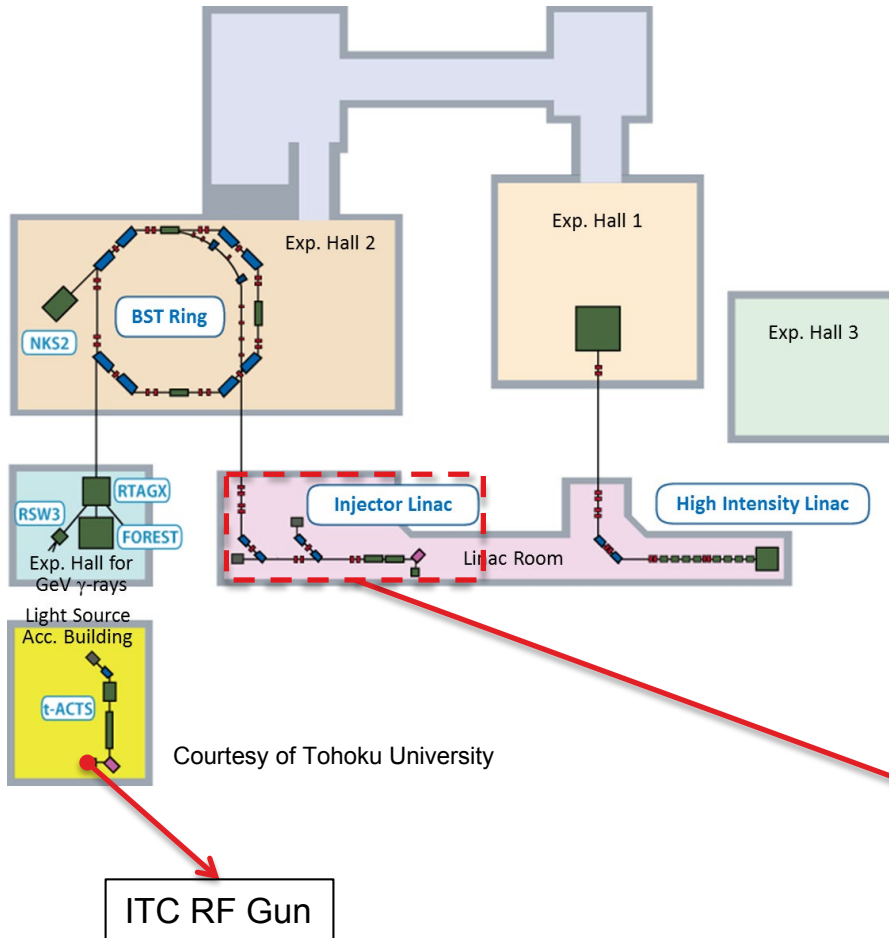 Exp. Hall 1
Exp. Hall 2
BST Ring
NKS2
Exp. Hall 3
RTAGX
RSW3
FOREST
Exp. Hall for
GeV γ-rays
Injector Linac
High Intensity Linac
Linac Room
Light Source
Acc. Building
t-ACTS
Courtesy of Tohoku University
ITC RF Gun